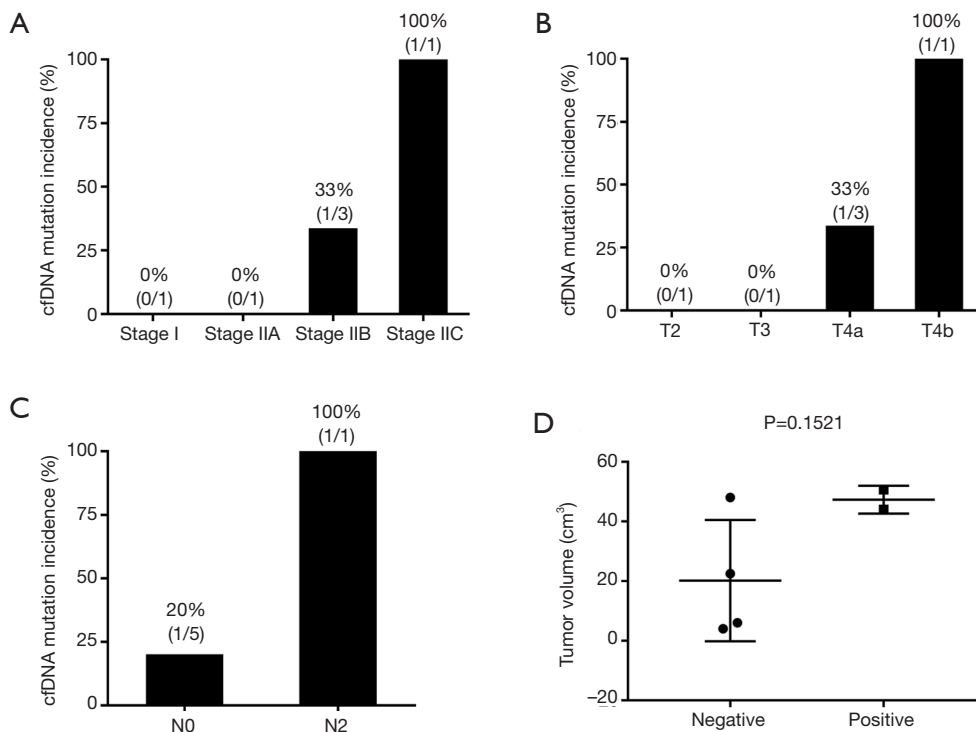 A
cfDNA mutation incidence (%)
100
75
50
25
0
0%
(0/1)
0%
(0/1)
33%
(1/3)
100%
(1/1)
Stage I
Stage IIA
Stage IIB
Stage IIC
B
cfDNA mutation incidence (%)
100
75
50
25
0
0%
(0/1)
0%
(0/1)
33%
(1/3)
100%
(1/1)
T2
T3
T4a
T4b
C
cfDNA mutation incidence (%)
100
75
50
25
0
20%
(1/5)
100%
(1/1)
N0
N2
D
P=0.1521
Tumor volume (cm³)
60
40
20
0
−20
Negative
Positive